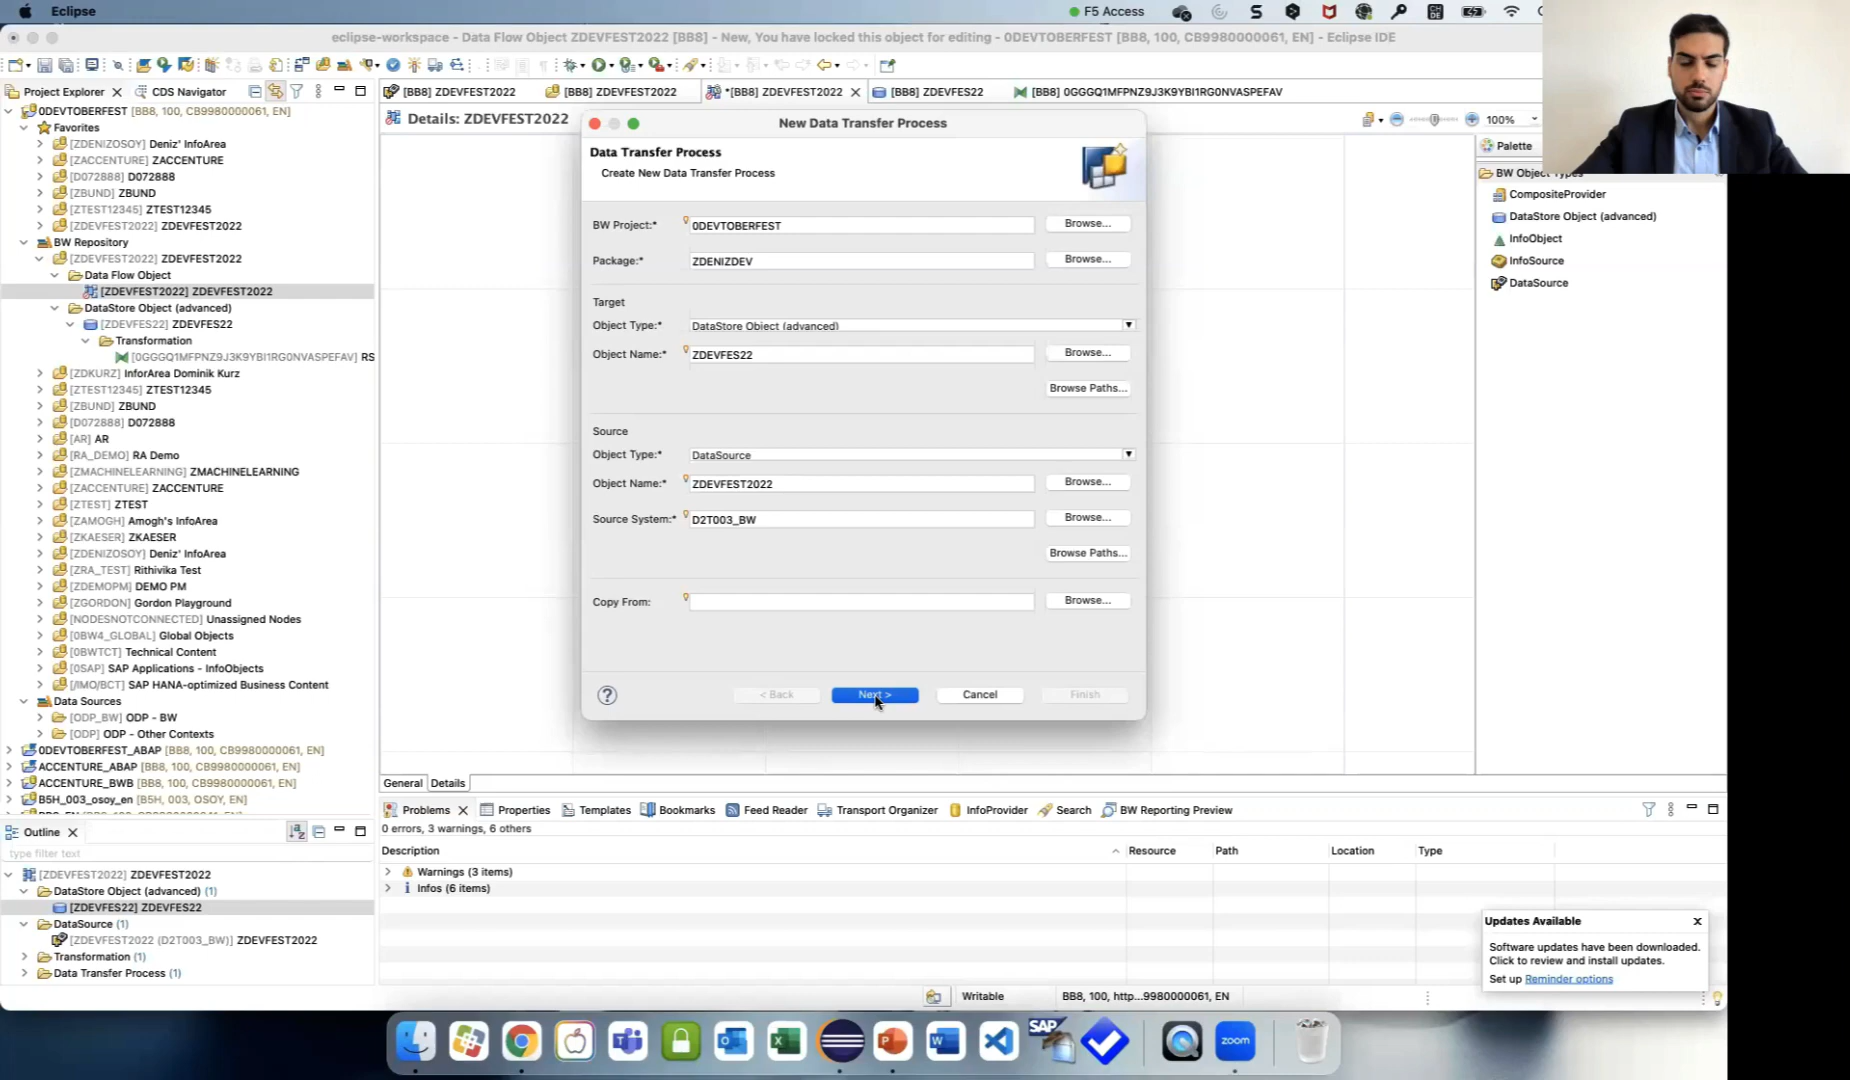 Eclipse
F5 Access
eclipse-workspace - Data Flow Object ZDEVFEST2022 [BB8] - New, You have locked this object for editing - 0DEVTOBERFEST [BB8, 100, CB9980000061, EN] - Eclipse IDE
Project Explorer CDS Navigator
[BB8] ZDEVFEST2022 [BB8] ZDEVFEST2022 *[BB8] ZDEVFEST2022 [BB8] ZDEVFES22 [BB8] 0GGGQ1MFPNZ9J3K9YBI1RG0NVASPEFAV
0DEVTOBERFEST [BB8, 100, CB9980000061, EN]
Favorites
[ZDENIZOSOY] Deniz' InfoArea
[ZACCENTURE] ZACCENTURE
[D072888] D072888
[ZBUND] ZBUND
[ZTEST12345] ZTEST12345
[ZDEVFEST2022] ZDEVFEST2022
BW Repository
[ZDEVFEST2022] ZDEVFEST2022
Data Flow Object
[ZDEVFEST2022] ZDEVFEST2022
DataStore Object (advanced)
[ZDEVFES22] ZDEVFES22
Transformation
[0GGGQ1MFPNZ9J3K9YBI1RG0NVASPEFAV] RS
[ZDKURZ] InforArea Dominik Kurz
[ZTEST12345] ZTEST12345
[ZBUND] ZBUND
[D072888] D072888
[AR] AR
[RA_DEMO] RA Demo
[ZMACHINELEARNING] ZMACHINELEARNING
[ZACCENTURE] ZACCENTURE
[ZTEST] ZTEST
[ZAMOGH] Amogh's InfoArea
[ZKAESER] ZKAESER
[ZDENIZOSOY] Deniz' InfoArea
[ZRA_TEST] Rithivika Test
[ZDEMOPM] DEMO PM
[ZGORDON] Gordon Playground
[NODESNOTCONNECTED] Unassigned Nodes
[0BW4_GLOBAL] Global Objects
[0BWTCT] Technical Content
[0SAP] SAP Applications - InfoObjects
[/IMO/BCT] SAP HANA-optimized Business Content
Data Sources
[ODP_BW] ODP - BW
[ODP] ODP - Other Contexts
0DEVTOBERFEST_ABAP [BB8, 100, CB9980000061, EN]
ACCENTURE_ABAP [BB8, 100, CB9980000061, EN]
ACCENTURE_BWB [BB8, 100, CB9980000061, EN]
B5H_003_osoy_en [B5H, 003, OSOY, EN]
Details: ZDEVFEST2022
100%
New Data Transfer Process
Data Transfer Process
Create New Data Transfer Process
BW Project:* 0DEVTOBERFEST Browse...
Package:* ZDENIZDEV Browse...
Target
Object Type:* DataStore Object (advanced)
Object Name:* ZDEVFES22 Browse...
Browse Paths...
Source
Object Type:* DataSource
Object Name:* ZDEVFEST2022 Browse...
Source System:* D2T003_BW Browse...
Browse Paths...
Copy From: Browse...
? < Back Next > Cancel Finish
Palette
BW Object Types
CompositeProvider
DataStore Object (advanced)
InfoObject
InfoSource
DataSource
General Details
Outline
type filter text
[ZDEVFEST2022] ZDEVFEST2022
DataStore Object (advanced) (1)
[ZDEVFES22] ZDEVFES22
DataSource (1)
[ZDEVFEST2022 (D2T003_BW)] ZDEVFEST2022
Transformation (1)
Data Transfer Process (1)
Problems Properties Templates Bookmarks Feed Reader Transport Organizer InfoProvider Search BW Reporting Preview
0 errors, 3 warnings, 6 others
Description Resource Path Location Type
Warnings (3 items)
Infos (6 items)
Updates Available X
Software updates have been downloaded.
Click to review and install updates.
Set up Reminder options
Writable BB8, 100, http...9980000061, EN
SAP
zoom